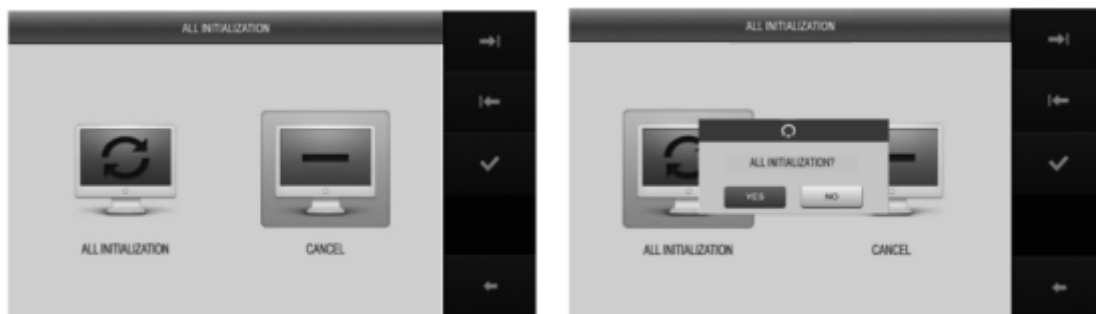 ALL INITIALIZATION
ALL INITIALIZATION
CANCEL
ALL INITIALIZATION
ALL INITIALIZATION?
YES
NO
ALL INITIALIZATION
CANCEL